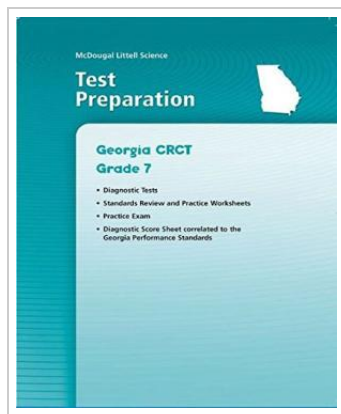 McDougal Littell Science
Test
Preparation
Georgia CRCT
Grade 7
• Diagnostic Tests
• Standards Review and Practice Worksheets
• Practice Exam
• Diagnostic Score Sheet correlated to the
Georgia Performance Standards